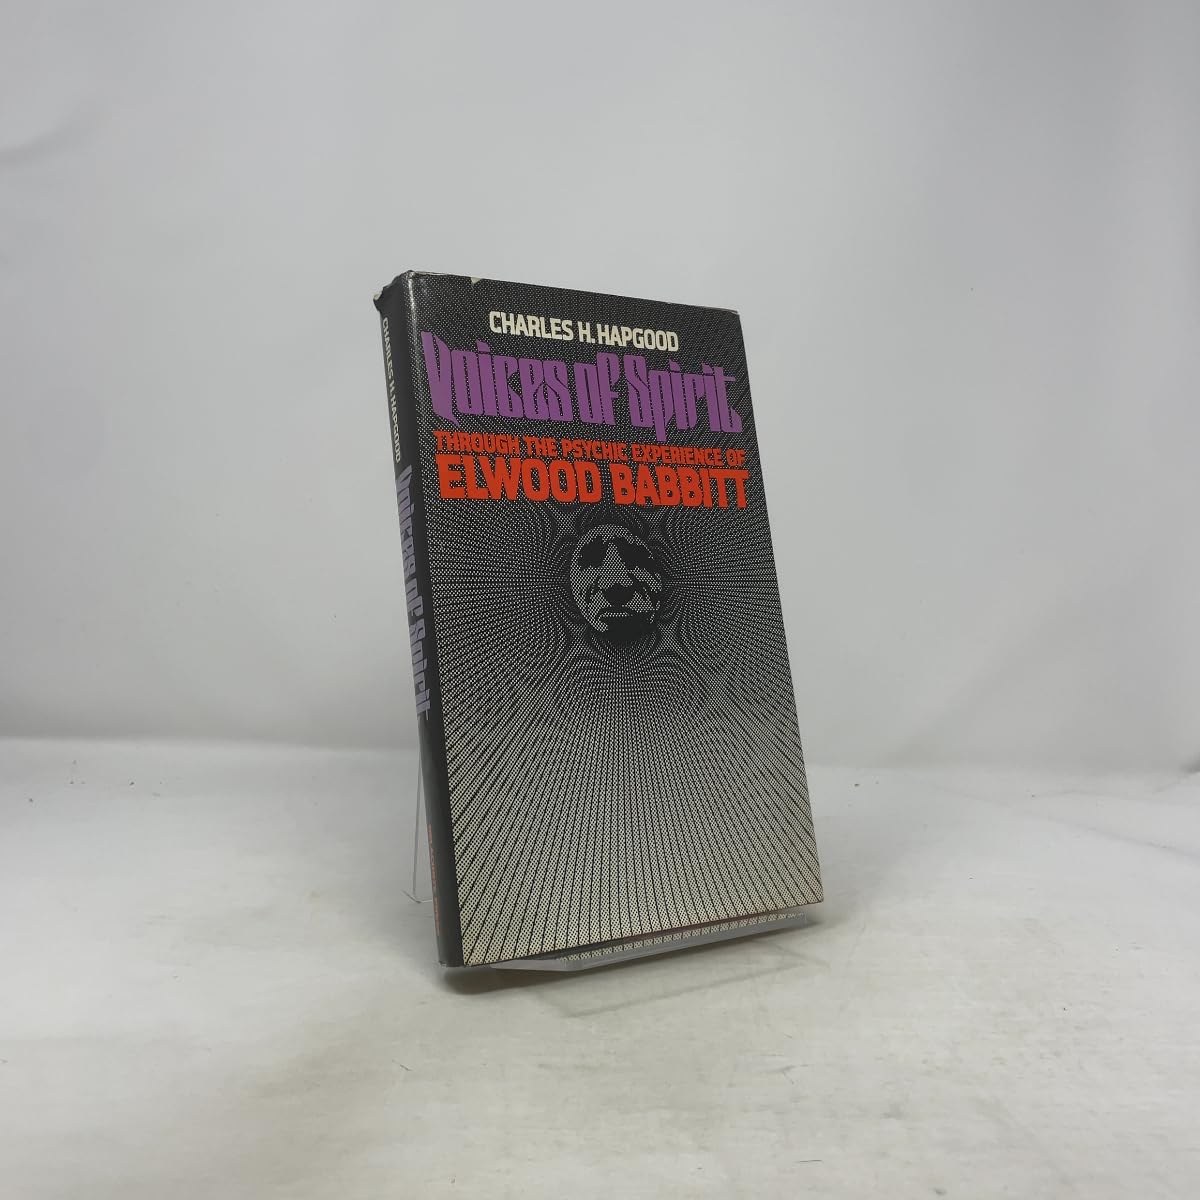 CHARLES H. HAPGOOD
Voices of Spirit
THROUGH THE PSYCHIC EXPERIENCE OF
ELWOOD BABBITT
CHARLES H. HAPGOOD
Voices of Spirit